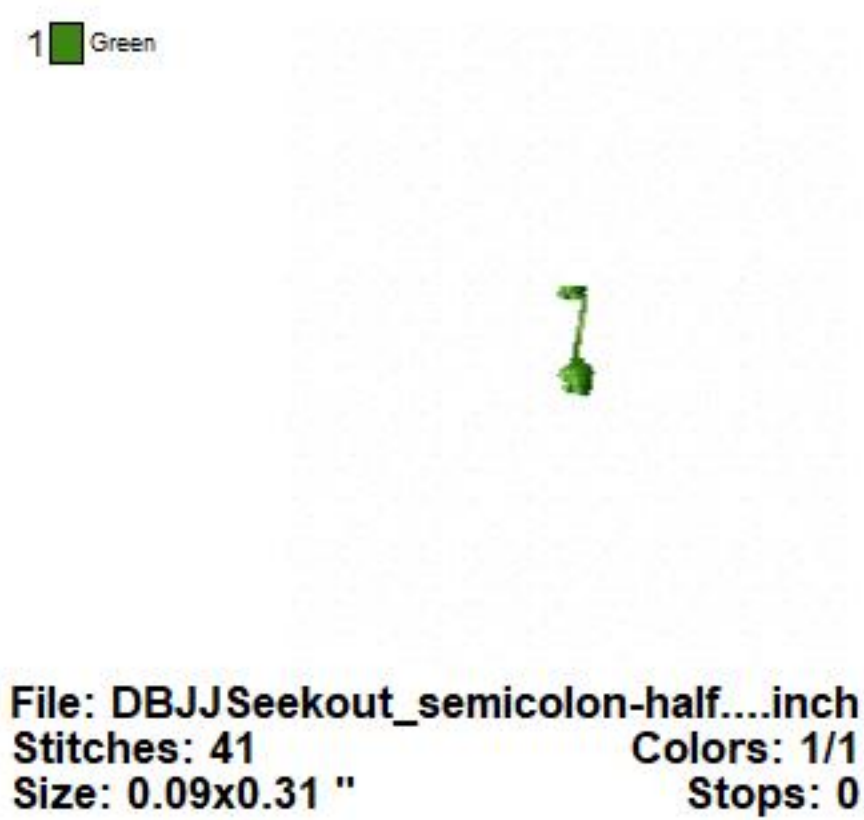 1 Green
File: DBJJSeekout_semicolon-half....inch
Stitches: 41 Colors: 1/1
Size: 0.09x0.31 " Stops: 0